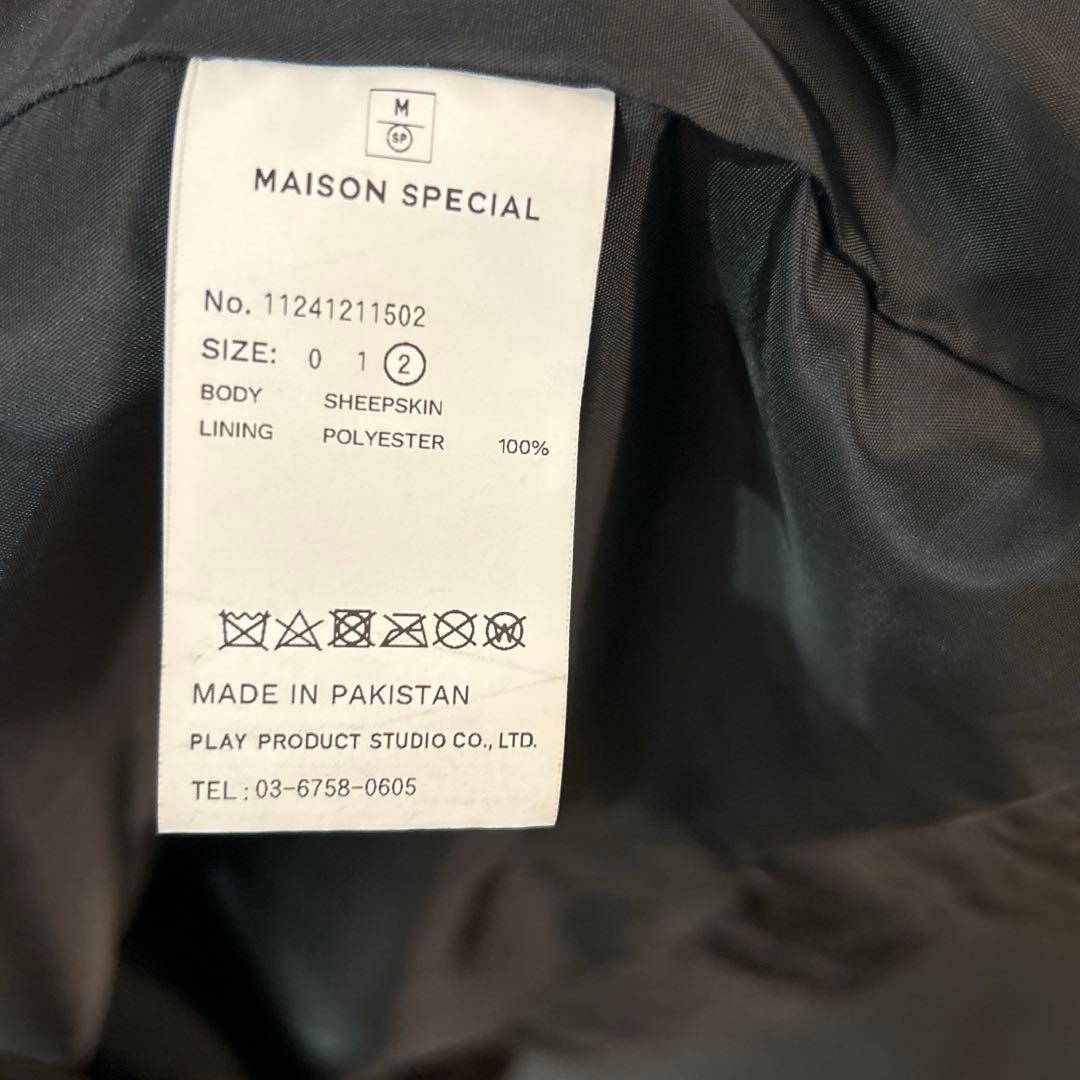 M
SP
MAISON SPECIAL
No. 11241211502
SIZE: 0 1 2
BODY SHEEPSKIN
LINING POLYESTER 100%
W
MADE IN PAKISTAN
PLAY PRODUCT STUDIO CO., LTD.
TEL : 03-6758-0605